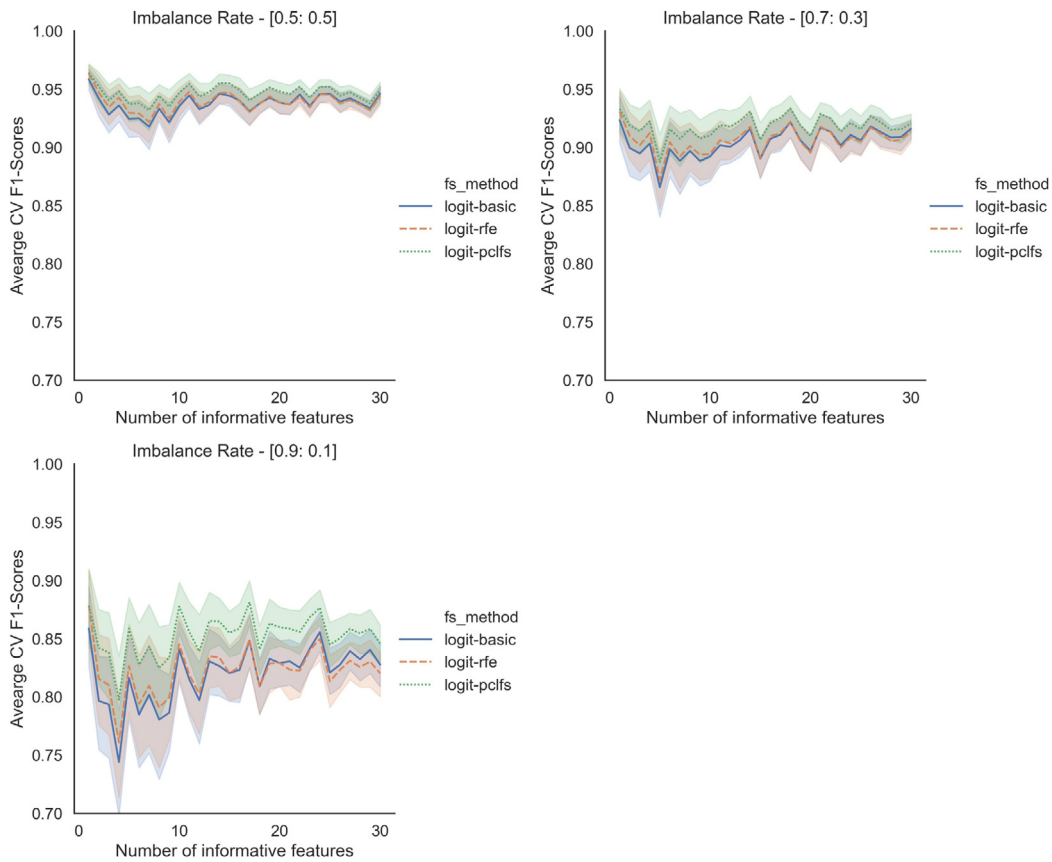 Imbalance Rate - [0.5: 0.5]
1.00
0.95
0.90
0.85
0.80
0.75
0.70
Avearge CV F1-Scores
fs_method
logit-basic
logit-rfe
logit-pclfs
0 10 20 30
Number of informative features
Imbalance Rate - [0.7: 0.3]
1.00
0.95
0.90
0.85
0.80
0.75
0.70
Avearge CV F1-Scores
fs_method
logit-basic
logit-rfe
logit-pclfs
0 10 20 30
Number of informative features
Imbalance Rate - [0.9: 0.1]
1.00
0.95
0.90
0.85
0.80
0.75
0.70
Avearge CV F1-Scores
fs_method
logit-basic
logit-rfe
logit-pclfs
0 10 20 30
Number of informative features